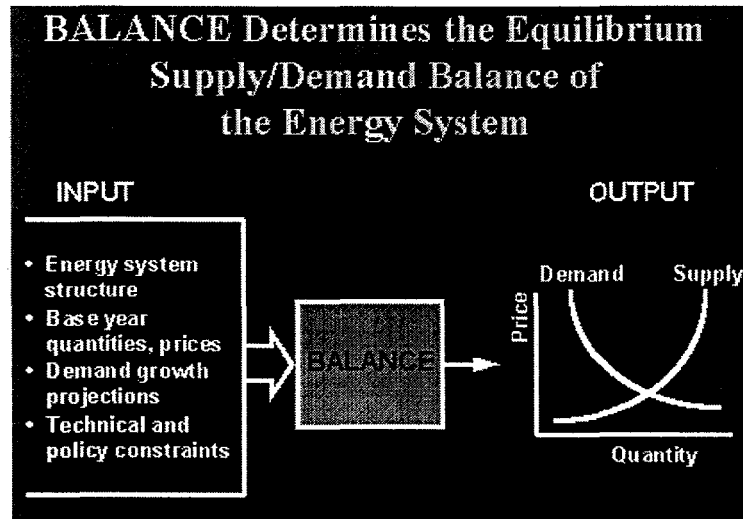 BALANCE Determines the Equilibrium
Supply/Demand Balance of
the Energy System
INPUT
• Energy system
structure
• Base year
quantities, prices
• Demand growth
projections
• Technical and
policy constraints
BALANCE
OUTPUT
Demand Supply
Price
Quantity